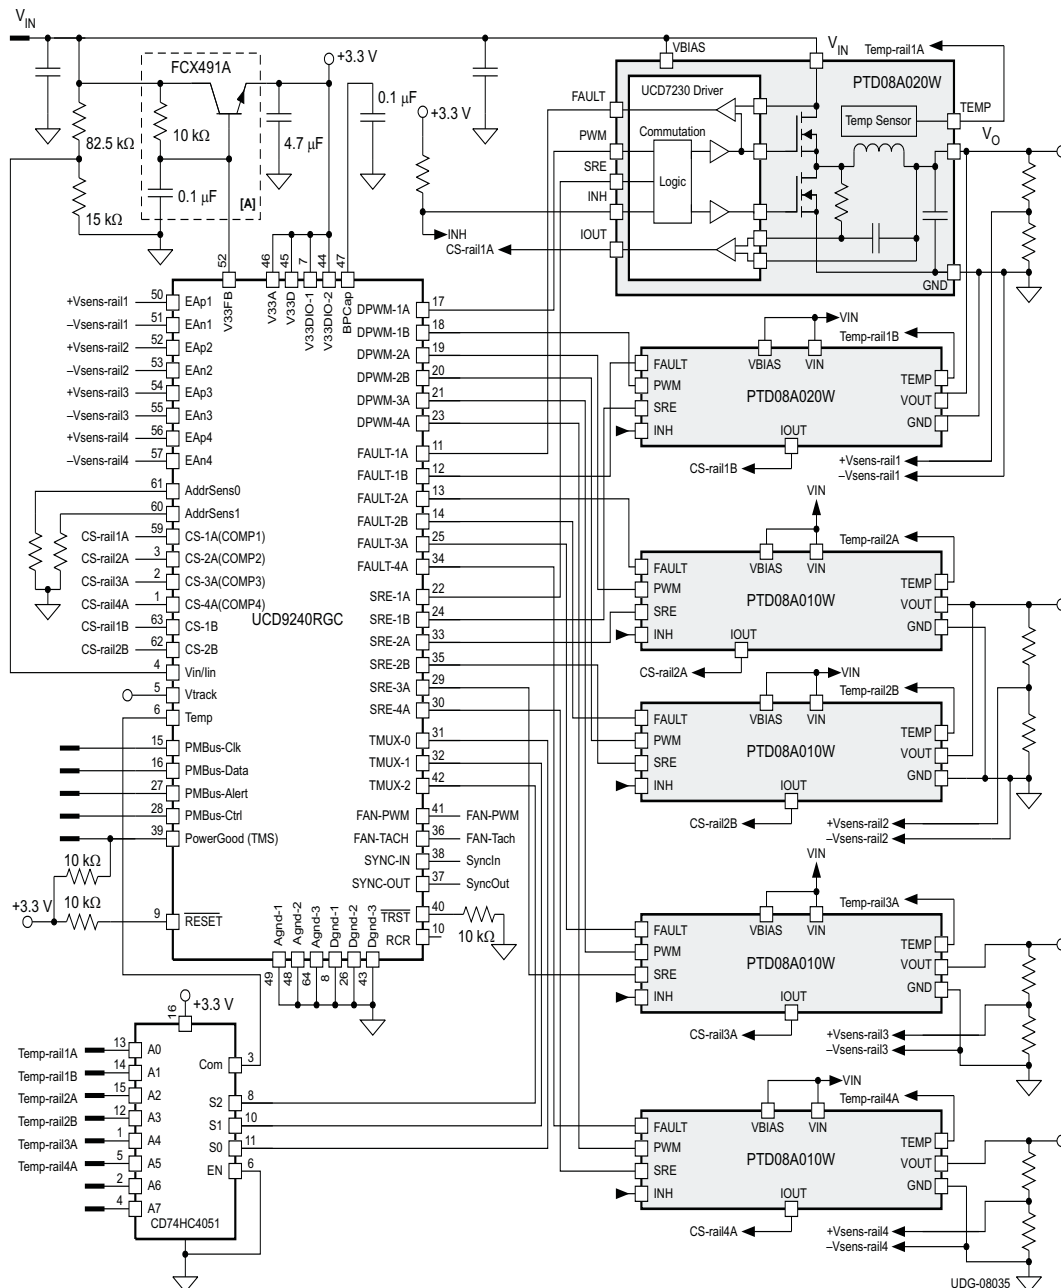 VIN
FCX491A
+3.3 V
10 kΩ
82.5 kΩ
0.1 µF
15 kΩ
[A]
4.7 µF
0.1 µF
+3.3 V
INH
CS-rail1A
VBIAS
VIN
Temp-rail1A
PTD08A020W
UCD7230 Driver
FAULT
Commutation
PWM
SRE
Logic
INH
IOUT
Temp Sensor
TEMP
VO
GND
52
46
45
7
44
47
V33FB
V33A
V33D
V33DIO-1
V33DIO-2
BPCap
UCD9240RGC
+Vsens-rail1 50 EAp1
–Vsens-rail1 51 EAn1
+Vsens-rail2 52 EAp2
–Vsens-rail2 53 EAn2
+Vsens-rail3 54 EAp3
–Vsens-rail3 55 EAn3
+Vsens-rail4 56 EAp4
–Vsens-rail4 57 EAn4
61 AddrSens0
60 AddrSens1
CS-rail1A 59 CS-1A(COMP1)
CS-rail2A 3 CS-2A(COMP2)
CS-rail3A 2 CS-3A(COMP3)
CS-rail4A 1 CS-4A(COMP4)
CS-rail1B 63 CS-1B
CS-rail2B 62 CS-2B
4 Vin/Iin
5 Vtrack
6 Temp
15 PMBus-Clk
16 PMBus-Data
27 PMBus-Alert
28 PMBus-Ctrl
39 PowerGood (TMS)
10 kΩ
+3.3 V
10 kΩ
9 RESET
DPWM-1A 17
DPWM-1B 18
DPWM-2A 19
DPWM-2B 20
DPWM-3A 21
DPWM-4A 23
FAULT-1A 11
FAULT-1B 12
FAULT-2A 13
FAULT-2B 14
FAULT-3A 25
FAULT-4A 34
SRE-1A 22
SRE-1B 24
SRE-2A 33
SRE-2B 35
SRE-3A 29
SRE-4A 30
TMUX-0 31
TMUX-1 32
TMUX-2 42
FAN-PWM 41 FAN-PWM
FAN-TACH 36 FAN-Tach
SYNC-IN 38 SyncIn
SYNC-OUT 37 SyncOut
TRST 40
10 kΩ
RCR 10
Agnd-1
Agnd-2
Agnd-3
Dgnd-1
Dgnd-2
Dgnd-3
49
48
64
8
26
43
VIN
Temp-rail1B
VBIAS
VIN
FAULT
PWM
SRE
INH
PTD08A020W
TEMP
VOUT
GND
IOUT
CS-rail1B
+Vsens-rail1
–Vsens-rail1
VIN
Temp-rail2A
VBIAS
VIN
FAULT
PWM
SRE
INH
PTD08A010W
TEMP
VOUT
GND
IOUT
CS-rail2A
VIN
Temp-rail2B
VBIAS
VIN
FAULT
PWM
SRE
INH
PTD08A010W
TEMP
VOUT
GND
IOUT
CS-rail2B
+Vsens-rail2
–Vsens-rail2
VIN
Temp-rail3A
VBIAS
VIN
FAULT
PWM
SRE
INH
PTD08A010W
TEMP
VOUT
GND
IOUT
CS-rail3A
+Vsens-rail3
–Vsens-rail3
VIN
Temp-rail4A
VBIAS
VIN
FAULT
PWM
SRE
INH
PTD08A010W
TEMP
VOUT
GND
IOUT
CS-rail4A
+Vsens-rail4
–Vsens-rail4
+3.3 V
16
Temp-rail1A 13 A0
Temp-rail1B 14 A1
Temp-rail2A 15 A2
Temp-rail2B 12 A3
Temp-rail3A 1 A4
Temp-rail4A 5 A5
2 A6
4 A7
Com 3
S2 8
S1 10
S0 11
EN 6
CD74HC4051
UDG-08035